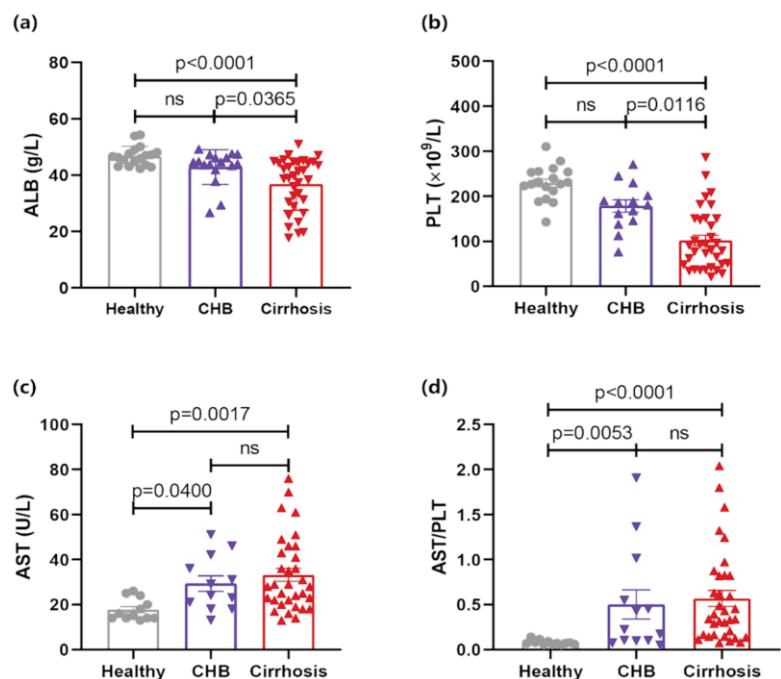 (a)
p<0.0001
ns
p=0.0365
ALB (g/L)
80
60
40
20
0
Healthy
CHB
Cirrhosis
(b)
p<0.0001
ns
p=0.0116
PLT (×10⁹/L)
500
400
300
200
100
0
Healthy
CHB
Cirrhosis
(c)
p=0.0017
ns
p=0.0400
AST (U/L)
100
80
60
40
20
0
Healthy
CHB
Cirrhosis
(d)
p<0.0001
p=0.0053
ns
AST/PLT
2.5
2.0
1.5
1.0
0.5
0.0
Healthy
CHB
Cirrhosis